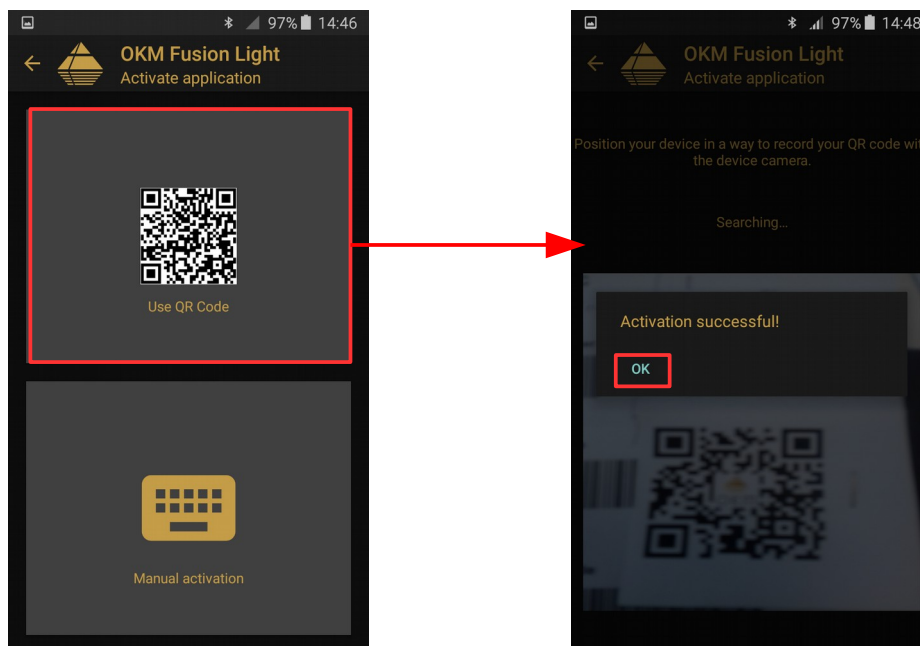 97% 14:46
OKM Fusion Light
Activate application
Use QR Code
Manual activation
97% 14:48
OKM Fusion Light
Activate application
Position your device in a way to record your QR code wit
the device camera.
Searching...
Activation successful!
OK